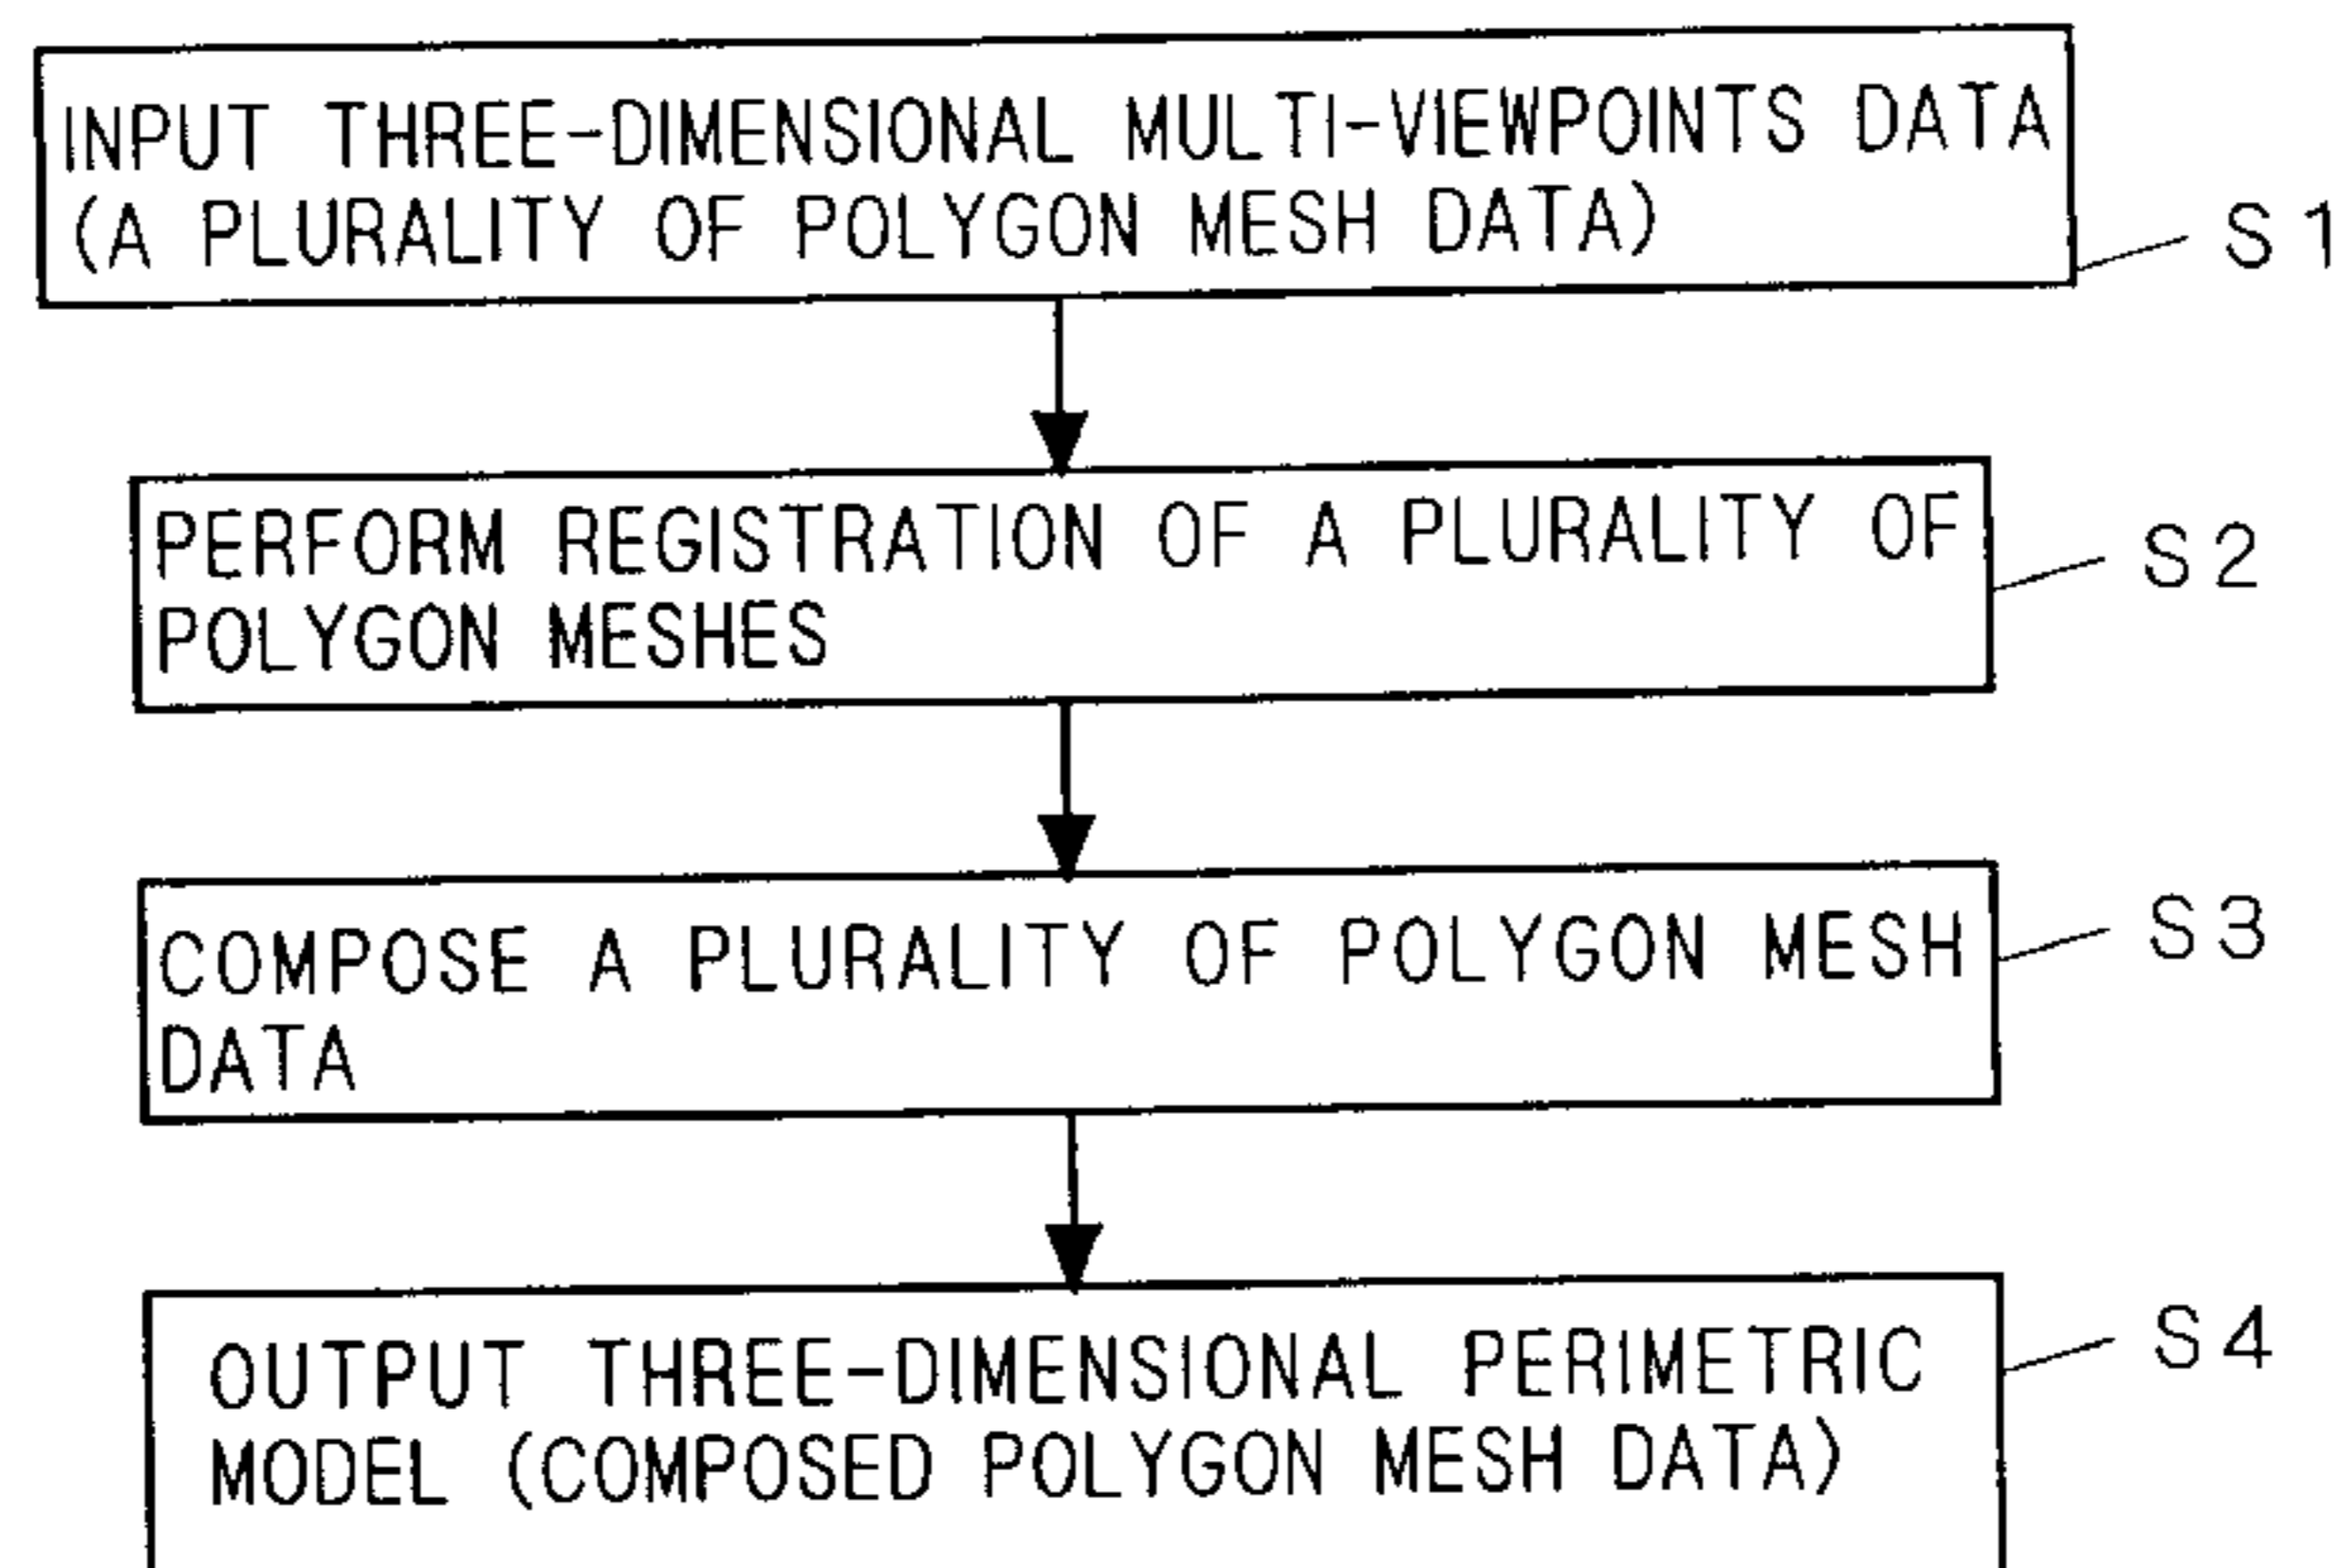 INPUT THREE-DIMENSIONAL MULTI-VIEWPOINTS DATA
(A PLURALITY OF POLYGON MESH DATA)
S1
PERFORM REGISTRATION OF A PLURALITY OF
POLYGON MESHES
S2
COMPOSE A PLURALITY OF POLYGON MESH
DATA
S3
OUTPUT THREE-DIMENSIONAL PERIMETRIC
MODEL (COMPOSED POLYGON MESH DATA)
S4